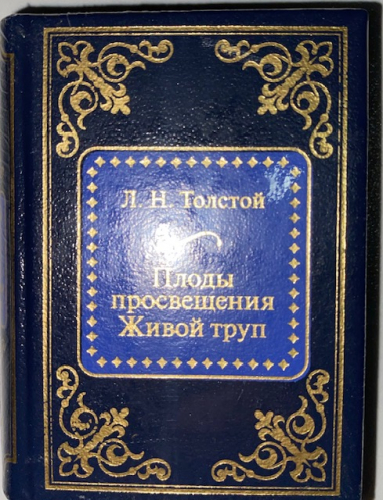 Л. Н. Толстой
Плоды
просвещения
Живой труп